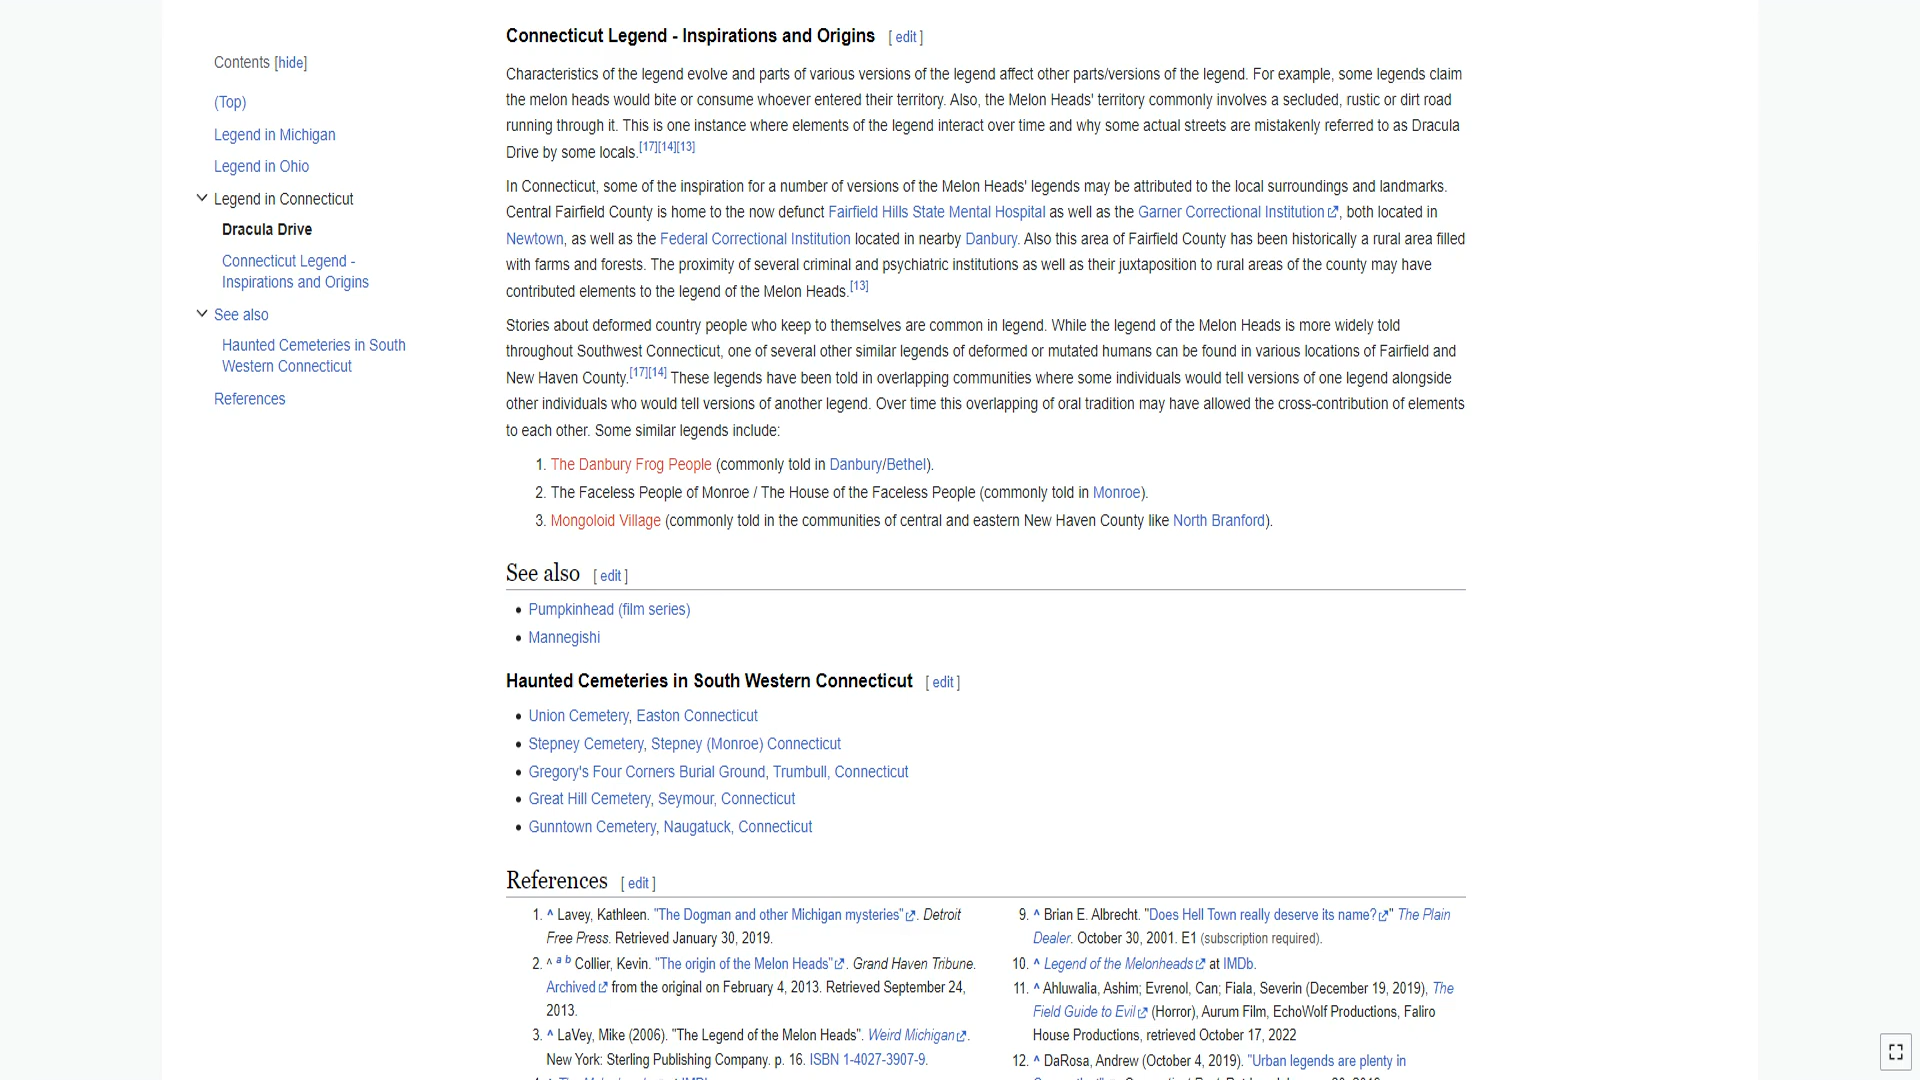 Contents [hide]
(Top)
Legend in Michigan
Legend in Ohio
Legend in Connecticut
Dracula Drive
Connecticut Legend -
Inspirations and Origins
See also
Haunted Cemeteries in South
Western Connecticut
References
Connecticut Legend - Inspirations and Origins [ edit ]
Characteristics of the legend evolve and parts of various versions of the legend affect other parts/versions of the legend. For example, some legends claim
the melon heads would bite or consume whoever entered their territory. Also, the Melon Heads' territory commonly involves a secluded, rustic or dirt road
running through it. This is one instance where elements of the legend interact over time and why some actual streets are mistakenly referred to as Dracula
Drive by some locals.[17][14][13]
In Connecticut, some of the inspiration for a number of versions of the Melon Heads' legends may be attributed to the local surroundings and landmarks.
Central Fairfield County is home to the now defunct Fairfield Hills State Mental Hospital as well as the Garner Correctional Institution, both located in
Newtown, as well as the Federal Correctional Institution located in nearby Danbury. Also this area of Fairfield County has been historically a rural area filled
with farms and forests. The proximity of several criminal and psychiatric institutions as well as their juxtaposition to rural areas of the county may have
contributed elements to the legend of the Melon Heads.[13]
Stories about deformed country people who keep to themselves are common in legend. While the legend of the Melon Heads is more widely told
throughout Southwest Connecticut, one of several other similar legends of deformed or mutated humans can be found in various locations of Fairfield and
New Haven County.[17][14] These legends have been told in overlapping communities where some individuals would tell versions of one legend alongside
other individuals who would tell versions of another legend. Over time this overlapping of oral tradition may have allowed the cross-contribution of elements
to each other. Some similar legends include:
1. The Danbury Frog People (commonly told in Danbury/Bethel).
2. The Faceless People of Monroe / The House of the Faceless People (commonly told in Monroe).
3. Mongoloid Village (commonly told in the communities of central and eastern New Haven County like North Branford).
See also [ edit ]
• Pumpkinhead (film series)
• Mannegishi
Haunted Cemeteries in South Western Connecticut [ edit ]
• Union Cemetery, Easton Connecticut
• Stepney Cemetery, Stepney (Monroe) Connecticut
• Gregory's Four Corners Burial Ground, Trumbull, Connecticut
• Great Hill Cemetery, Seymour, Connecticut
• Gunntown Cemetery, Naugatuck, Connecticut
References [ edit ]
1. ^ Lavey, Kathleen. "The Dogman and other Michigan mysteries". Detroit
Free Press. Retrieved January 30, 2019.
2. ^ a b Collier, Kevin. "The origin of the Melon Heads". Grand Haven Tribune.
Archived from the original on February 4, 2013. Retrieved September 24,
2013.
3. ^ LaVey, Mike (2006). "The Legend of the Melon Heads". Weird Michigan.
New York: Sterling Publishing Company. p. 16. ISBN 1-4027-3907-9.
9. ^ Brian E. Albrecht. "Does Hell Town really deserve its name?" The Plain
Dealer. October 30, 2001. E1 (subscription required).
10. ^ Legend of the Melonheads at IMDb.
11. ^ Ahluwalia, Ashim; Evrenol, Can; Fiala, Severin (December 19, 2019), The
Field Guide to Evil (Horror), Aurum Film, EchoWolf Productions, Faliro
House Productions, retrieved October 17, 2022
12. ^ DaRosa, Andrew (October 4, 2019). "Urban legends are plenty in